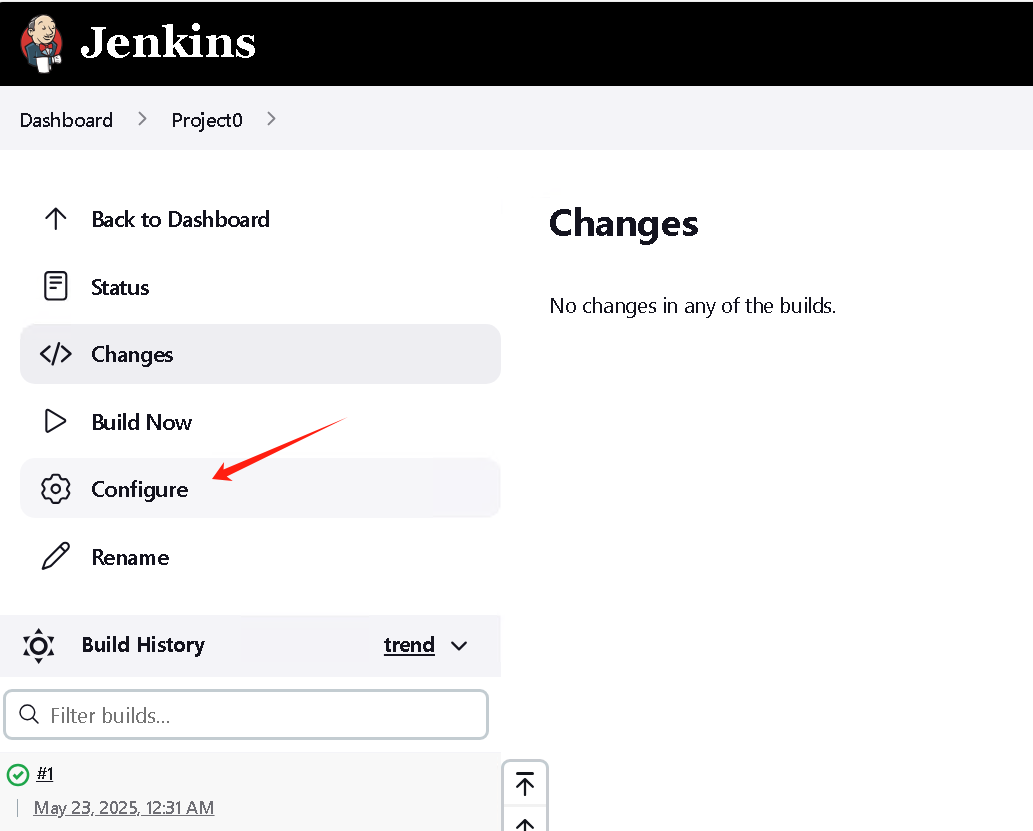 Jenkins
Dashboard
Project0
Back to Dashboard
Status
Changes
Build Now
Configure
Rename
Build History
trend
Filter builds...
#1
May 23, 2025, 12:31 AM
Changes
No changes in any of the builds.